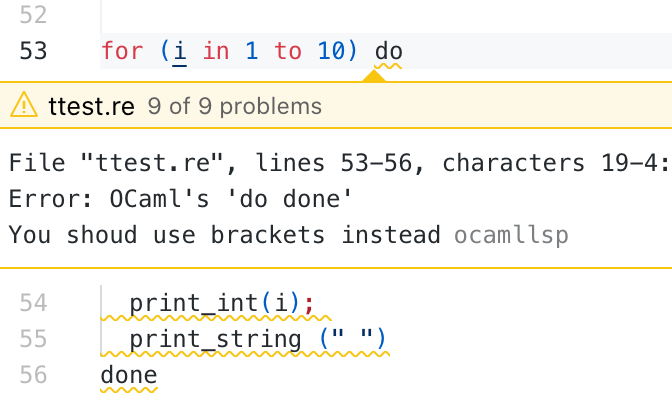 52
53 for (i in 1 to 10) do
ttest.re 9 of 9 problems
File "ttest.re", lines 53-56, characters 19-4:
Error: OCaml's 'do done'
You shoud use brackets instead ocamllsp
54 print_int(i);
55 print_string (" ")
56 done